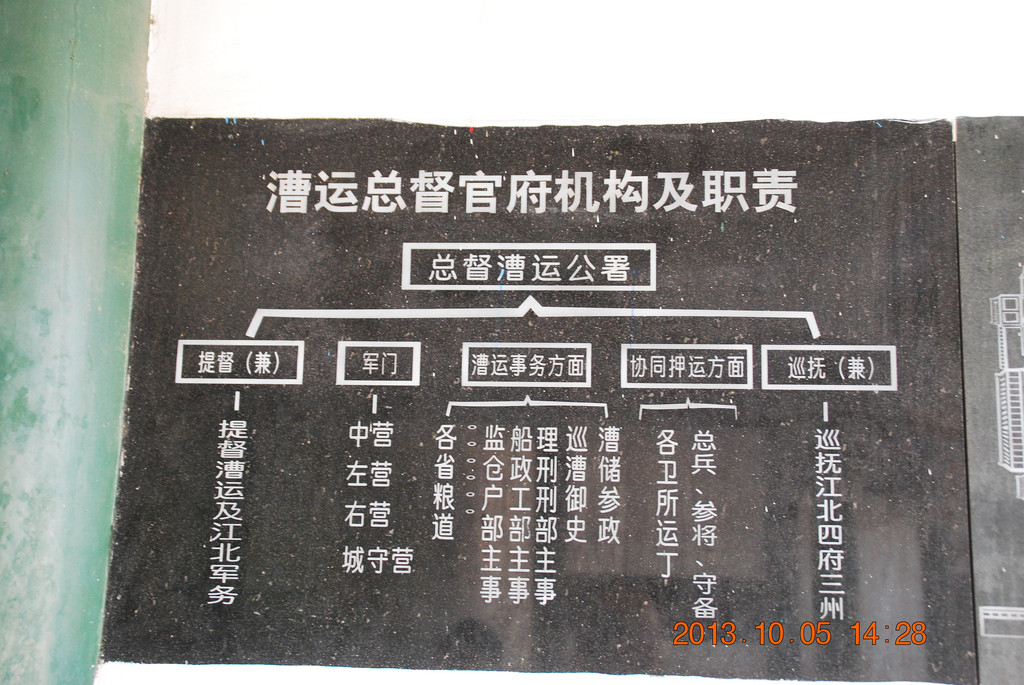 漕运总督官府机构及职责
总督漕运公署
提督（兼）
军门
漕运事务方面
协同押运方面
巡抚（兼）
提督漕运及江北军务
中营
左营
右营
城守营
各省粮道
。。。。。。
监仓户部主事
船政工部主事
理刑刑部主事
巡漕御史
漕储参政
各卫所运丁
总兵、参将、守备
巡抚江北四府三州
2013.10.05 14:28